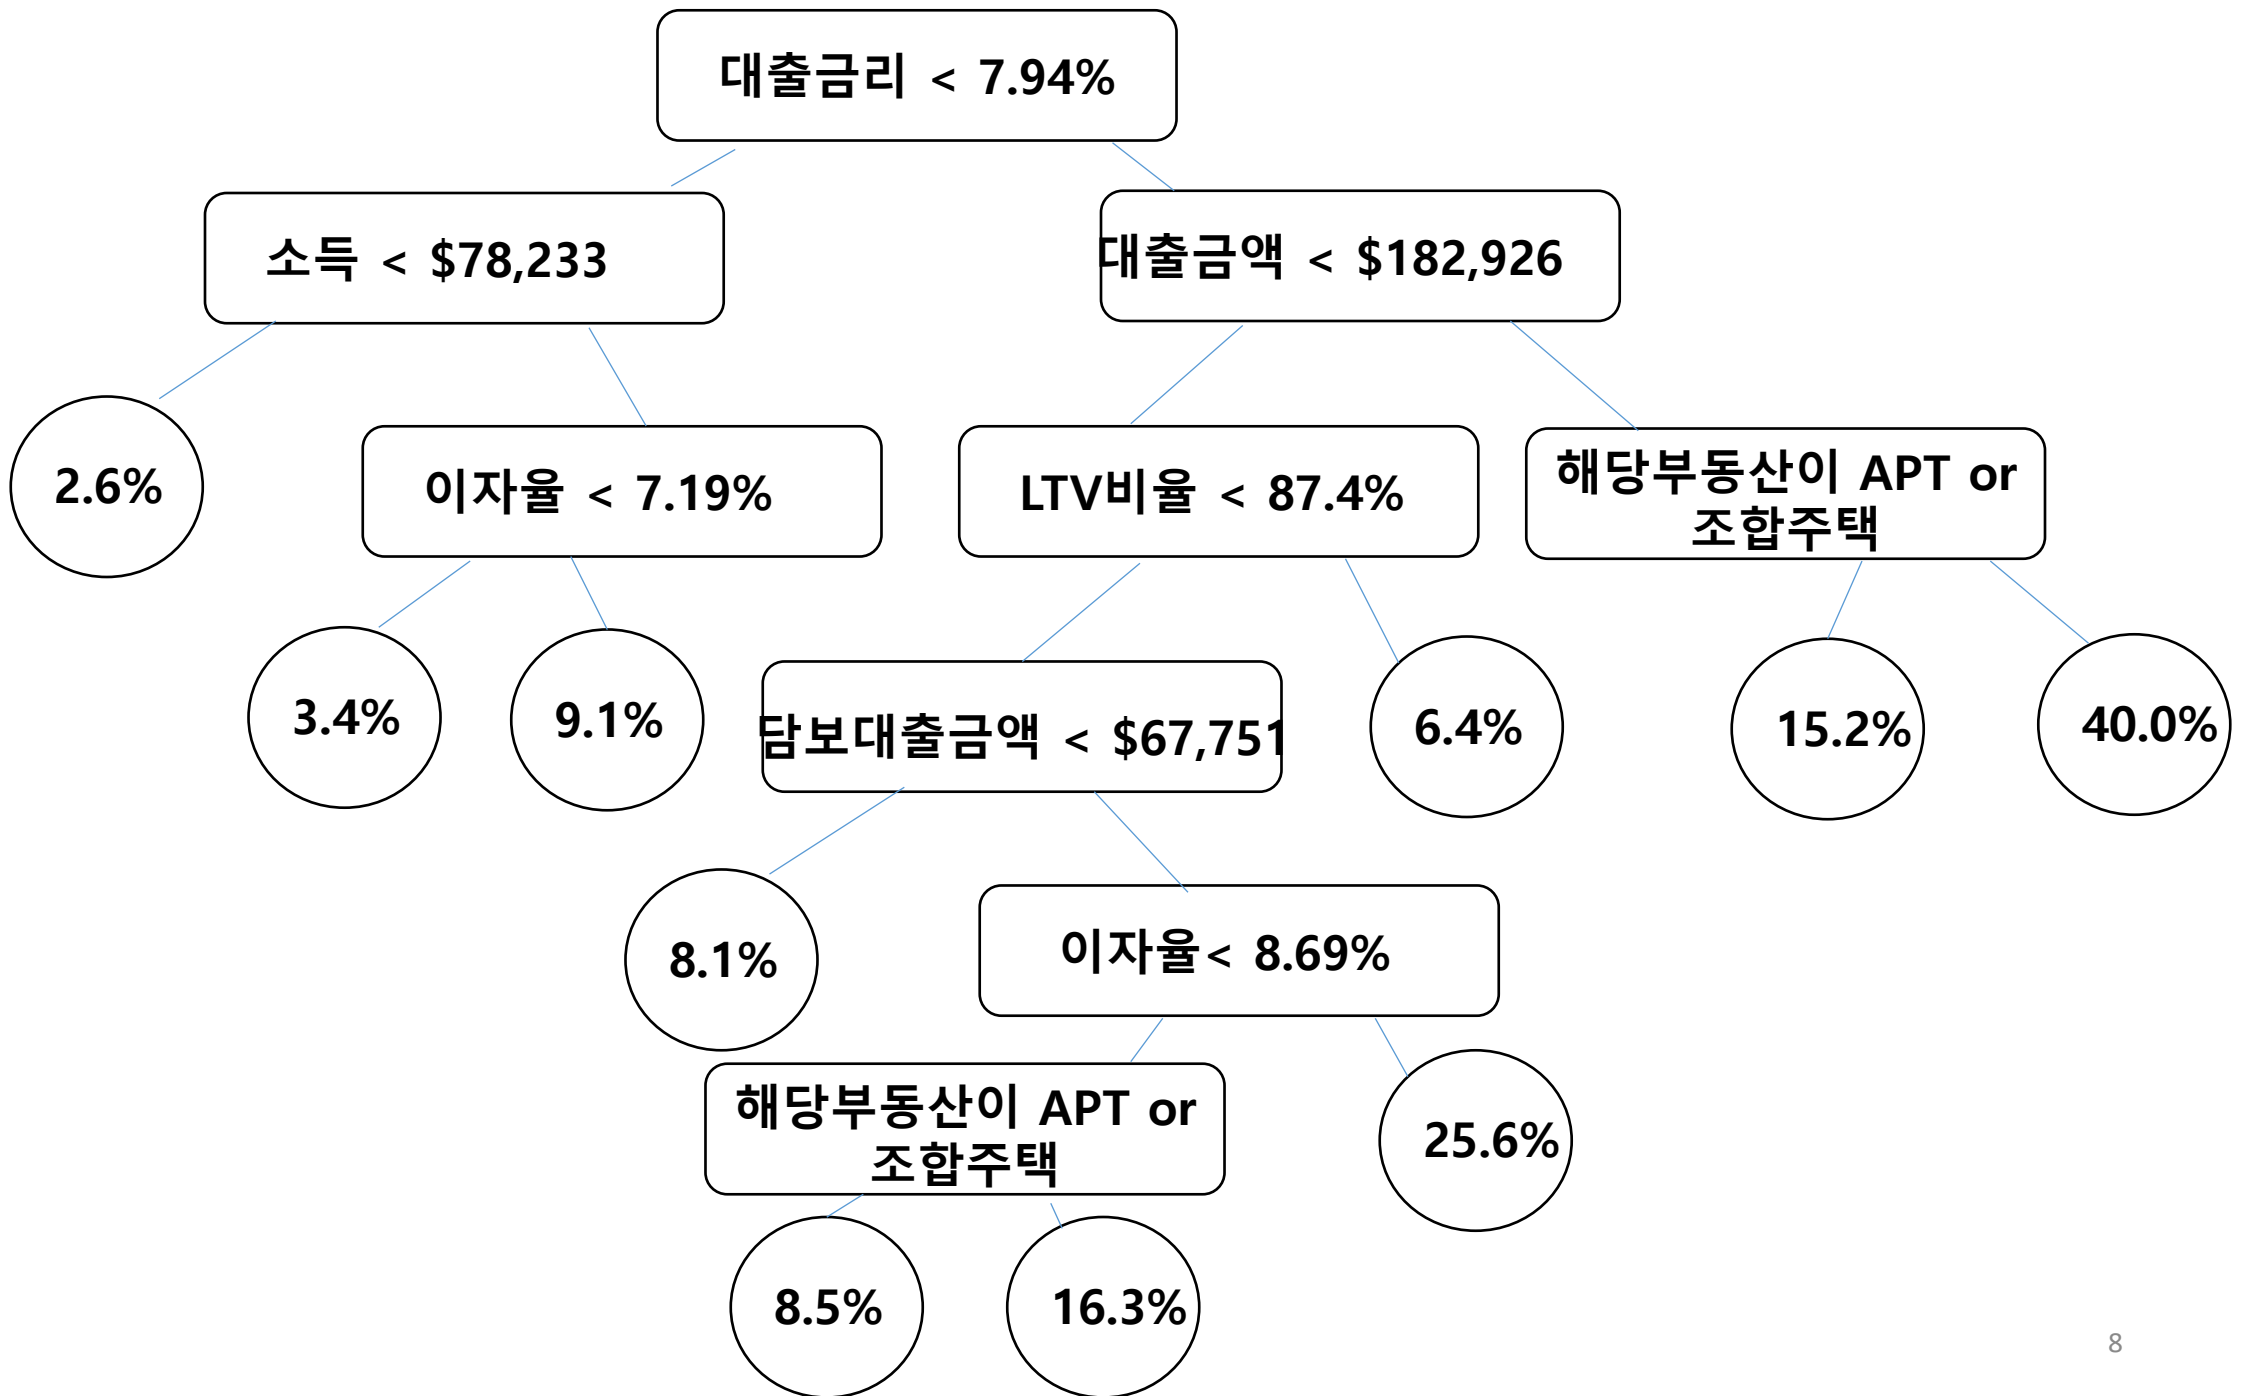 대출금리 < 7.94%
소득 < $78,233
대출금액 < $182,926
2.6%
이자율 < 7.19%
LTV비율 < 87.4%
해당부동산이 APT or
조합주택
3.4%
9.1%
담보대출금액 < $67,751
6.4%
15.2%
40.0%
8.1%
이자율< 8.69%
해당부동산이 APT or
조합주택
25.6%
8.5%
16.3%
8